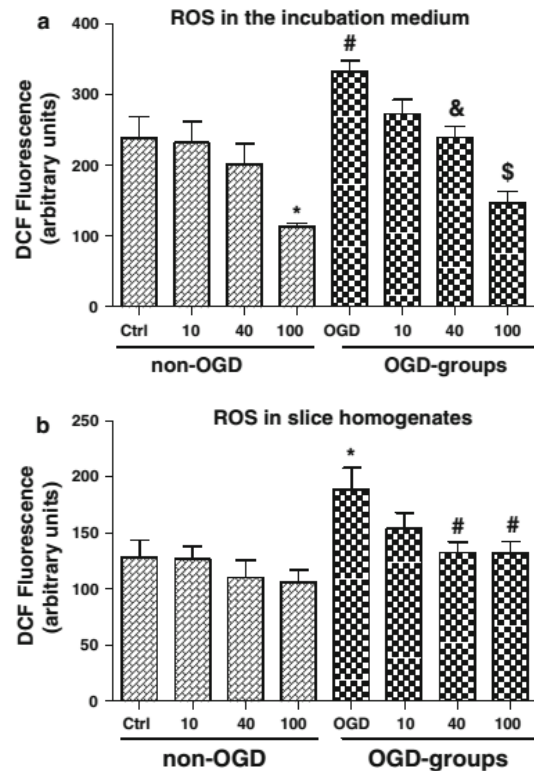 a
ROS in the incubation medium
400
300
200
100
0
DCF Fluorescence
(arbitrary units)
*
#
&
$
Ctrl 10 40 100 OGD 10 40 100
non-OGD OGD-groups
b
ROS in slice homogenates
250
200
150
100
50
0
DCF Fluorescence
(arbitrary units)
*
#
#
Ctrl 10 40 100 OGD 10 40 100
non-OGD OGD-groups